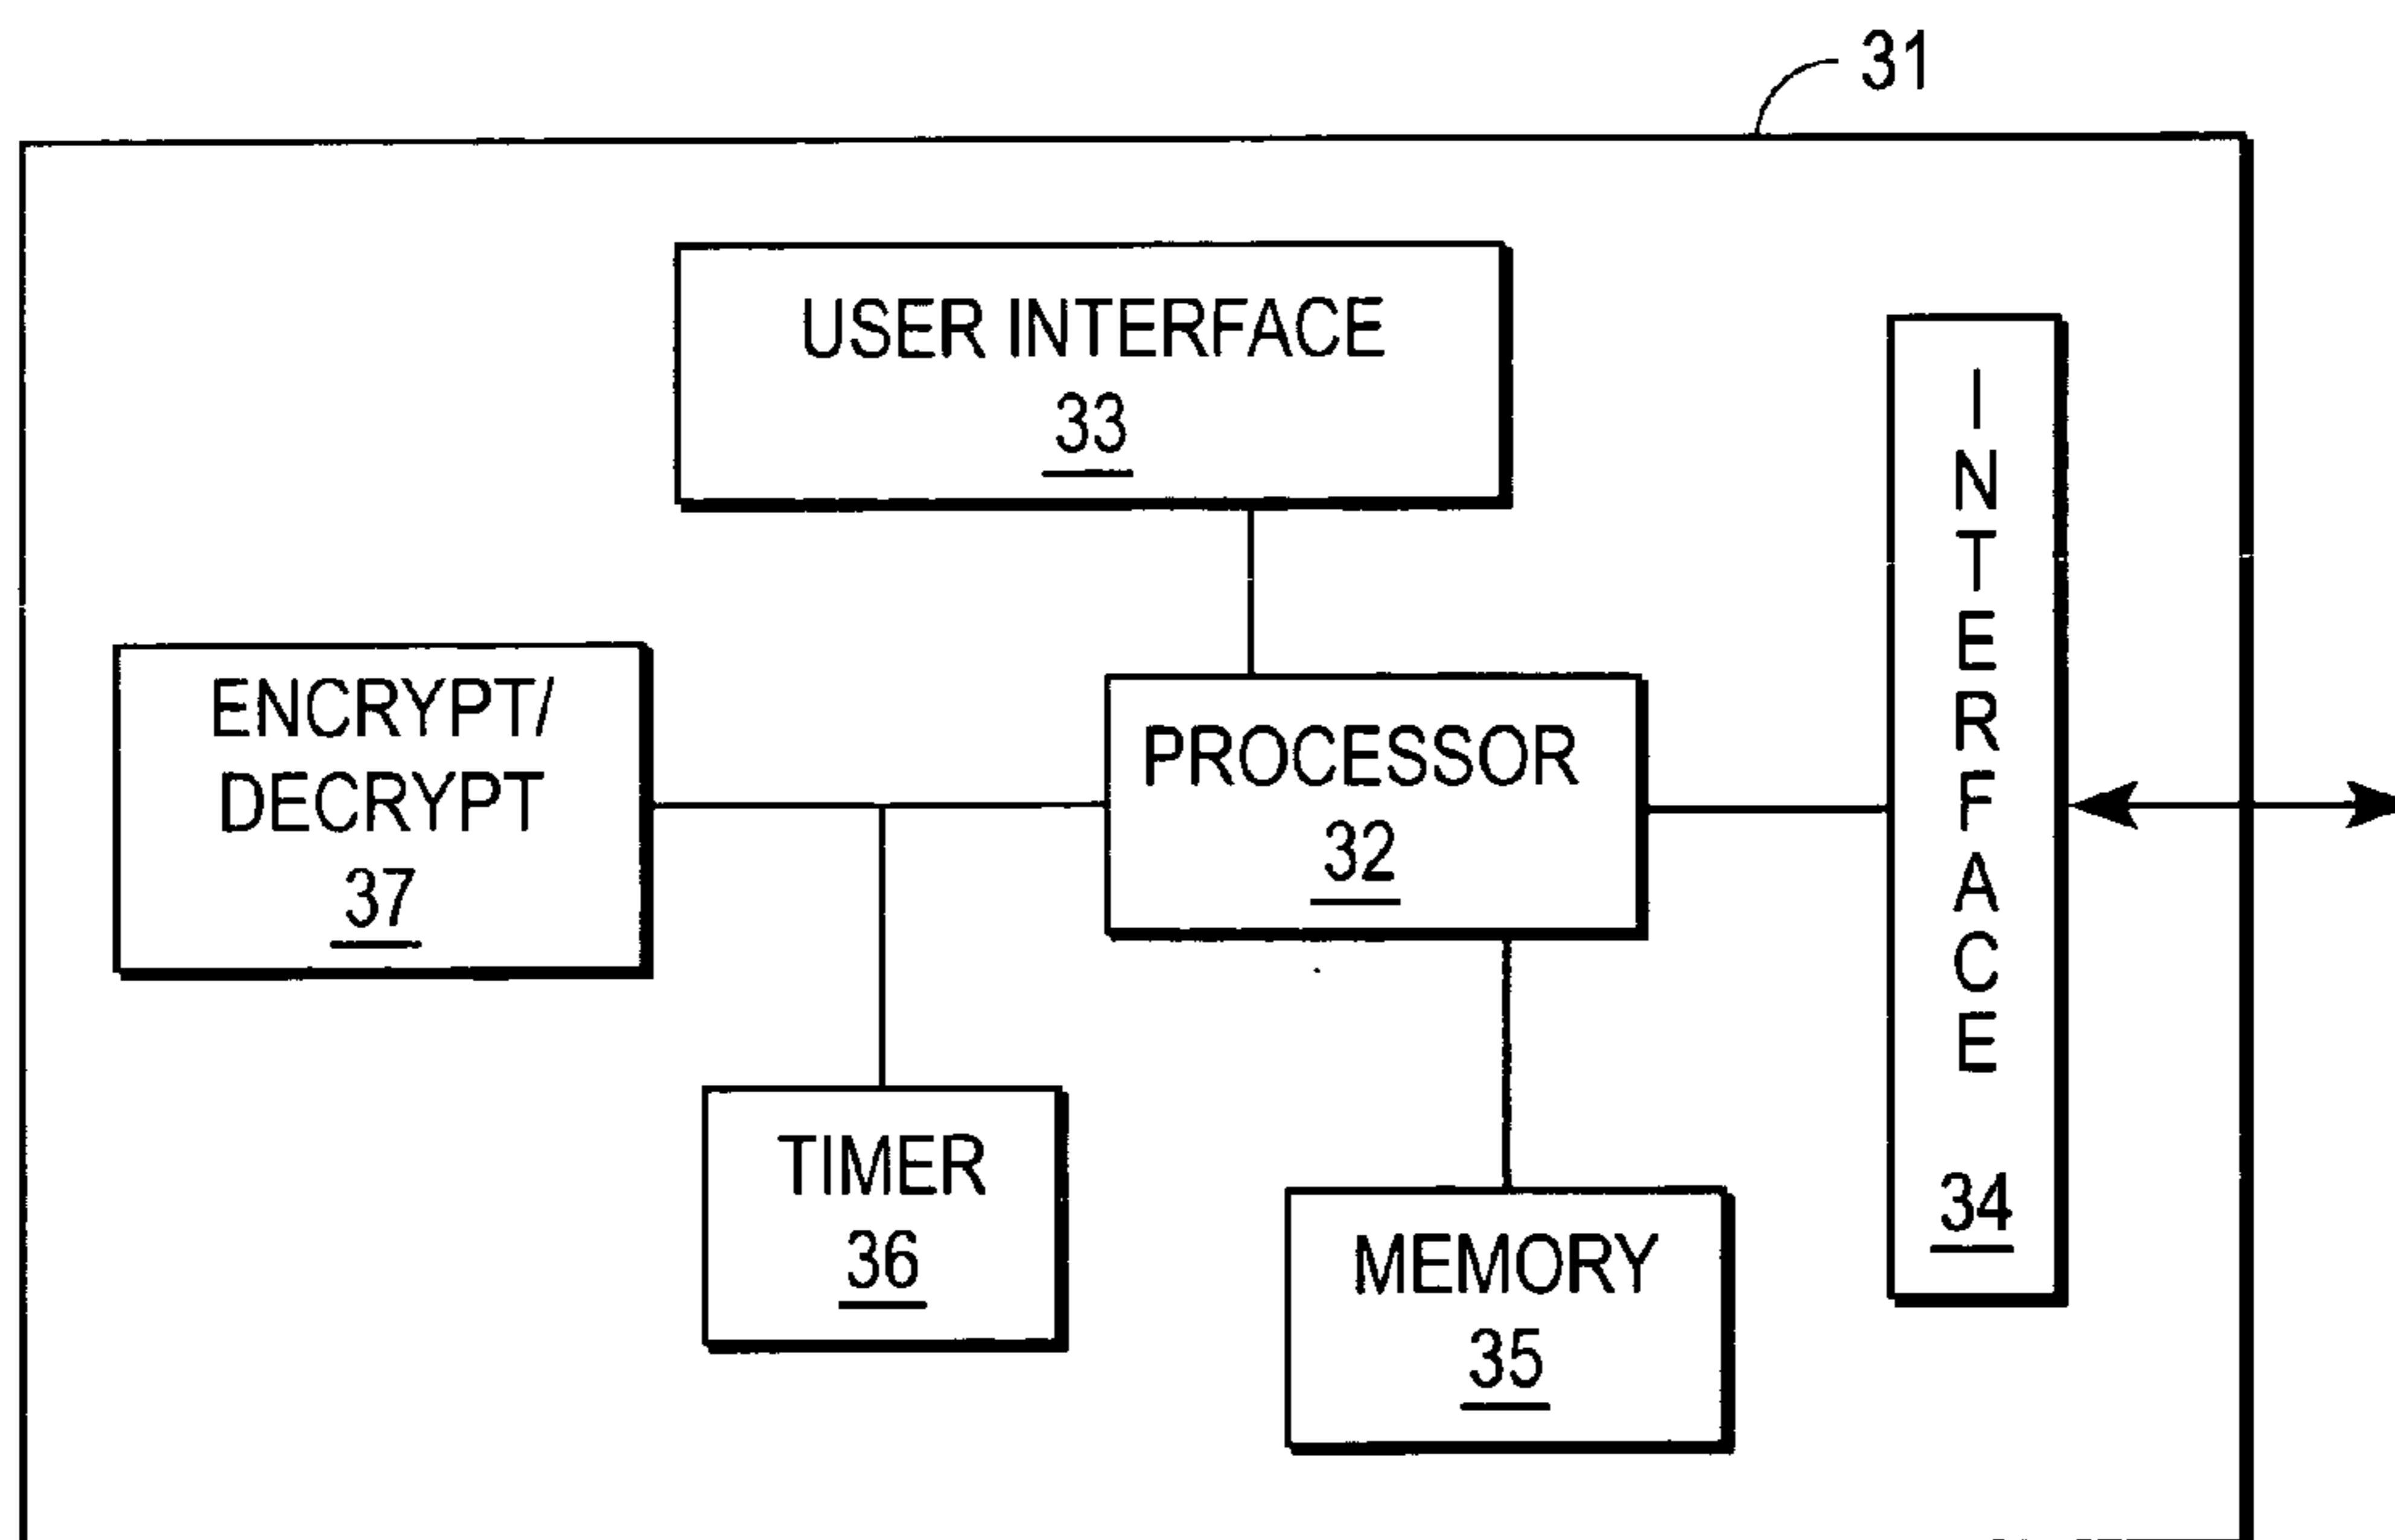 31
USER INTERFACE
33
ENCRYPT/
DECRYPT
37
PROCESSOR
32
INTERFACE
34
TIMER
36
MEMORY
35